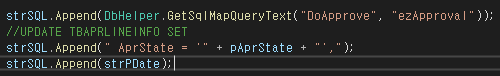 strSQL.Append(DbHelper.GetSqlMapQueryText("DoApprove", "ezApproval"));
//UPDATE TBAPRLINEINFO SET
strSQL.Append(" AprState = '" + pAprState + "',");
strSQL.Append(strPDate);